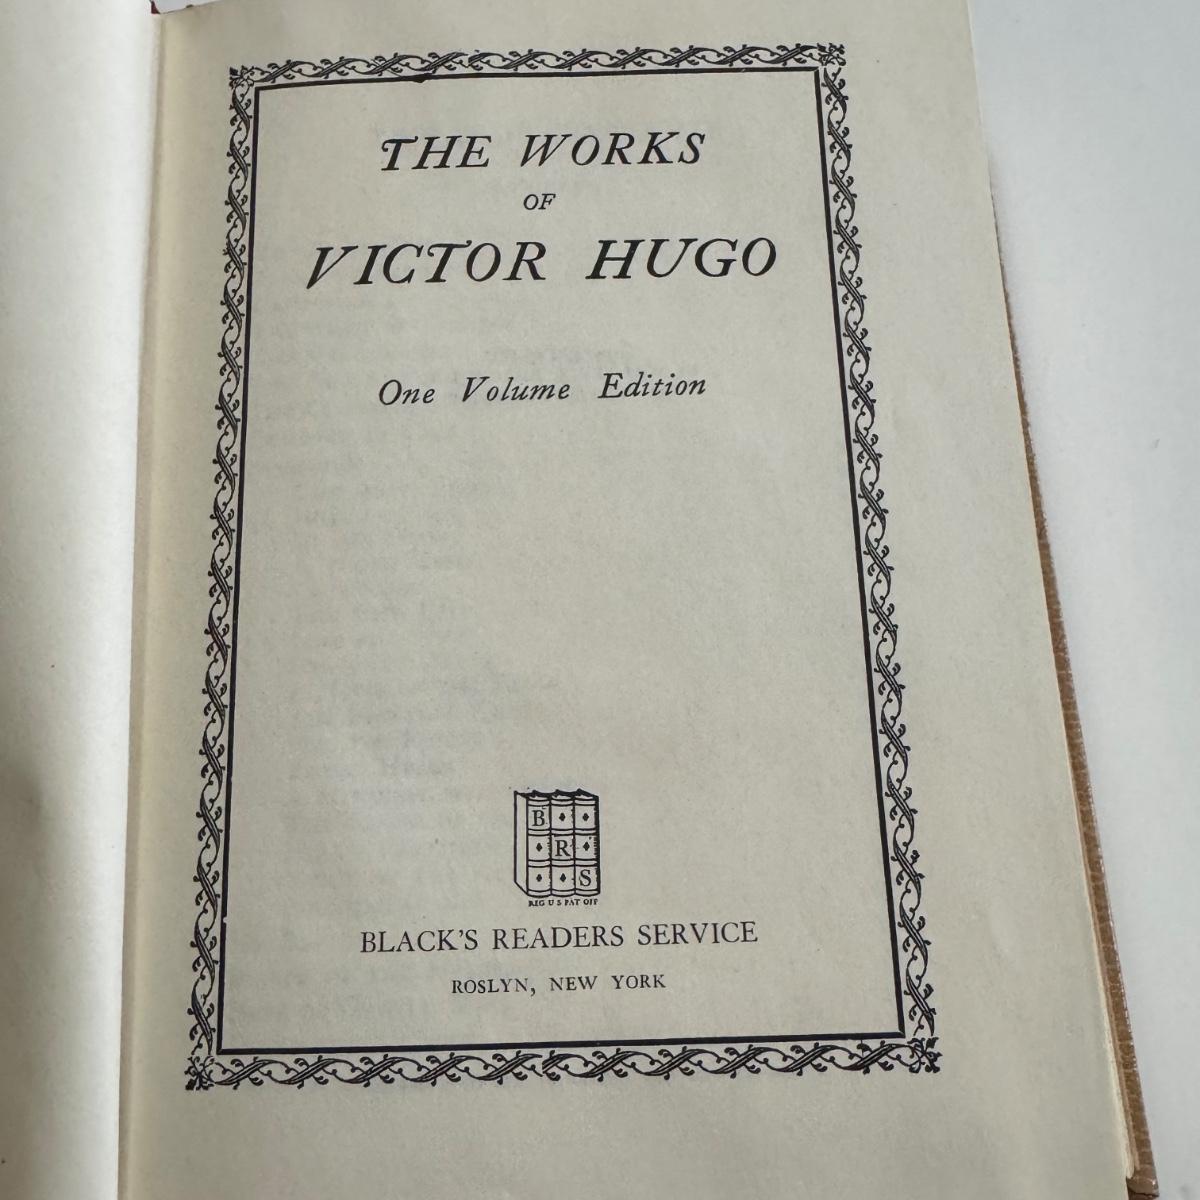 THE WORKS
OF
VICTOR HUGO
One Volume Edition
B
R
S
REG U S PAT OFF
BLACK'S READERS SERVICE
ROSLYN, NEW YORK